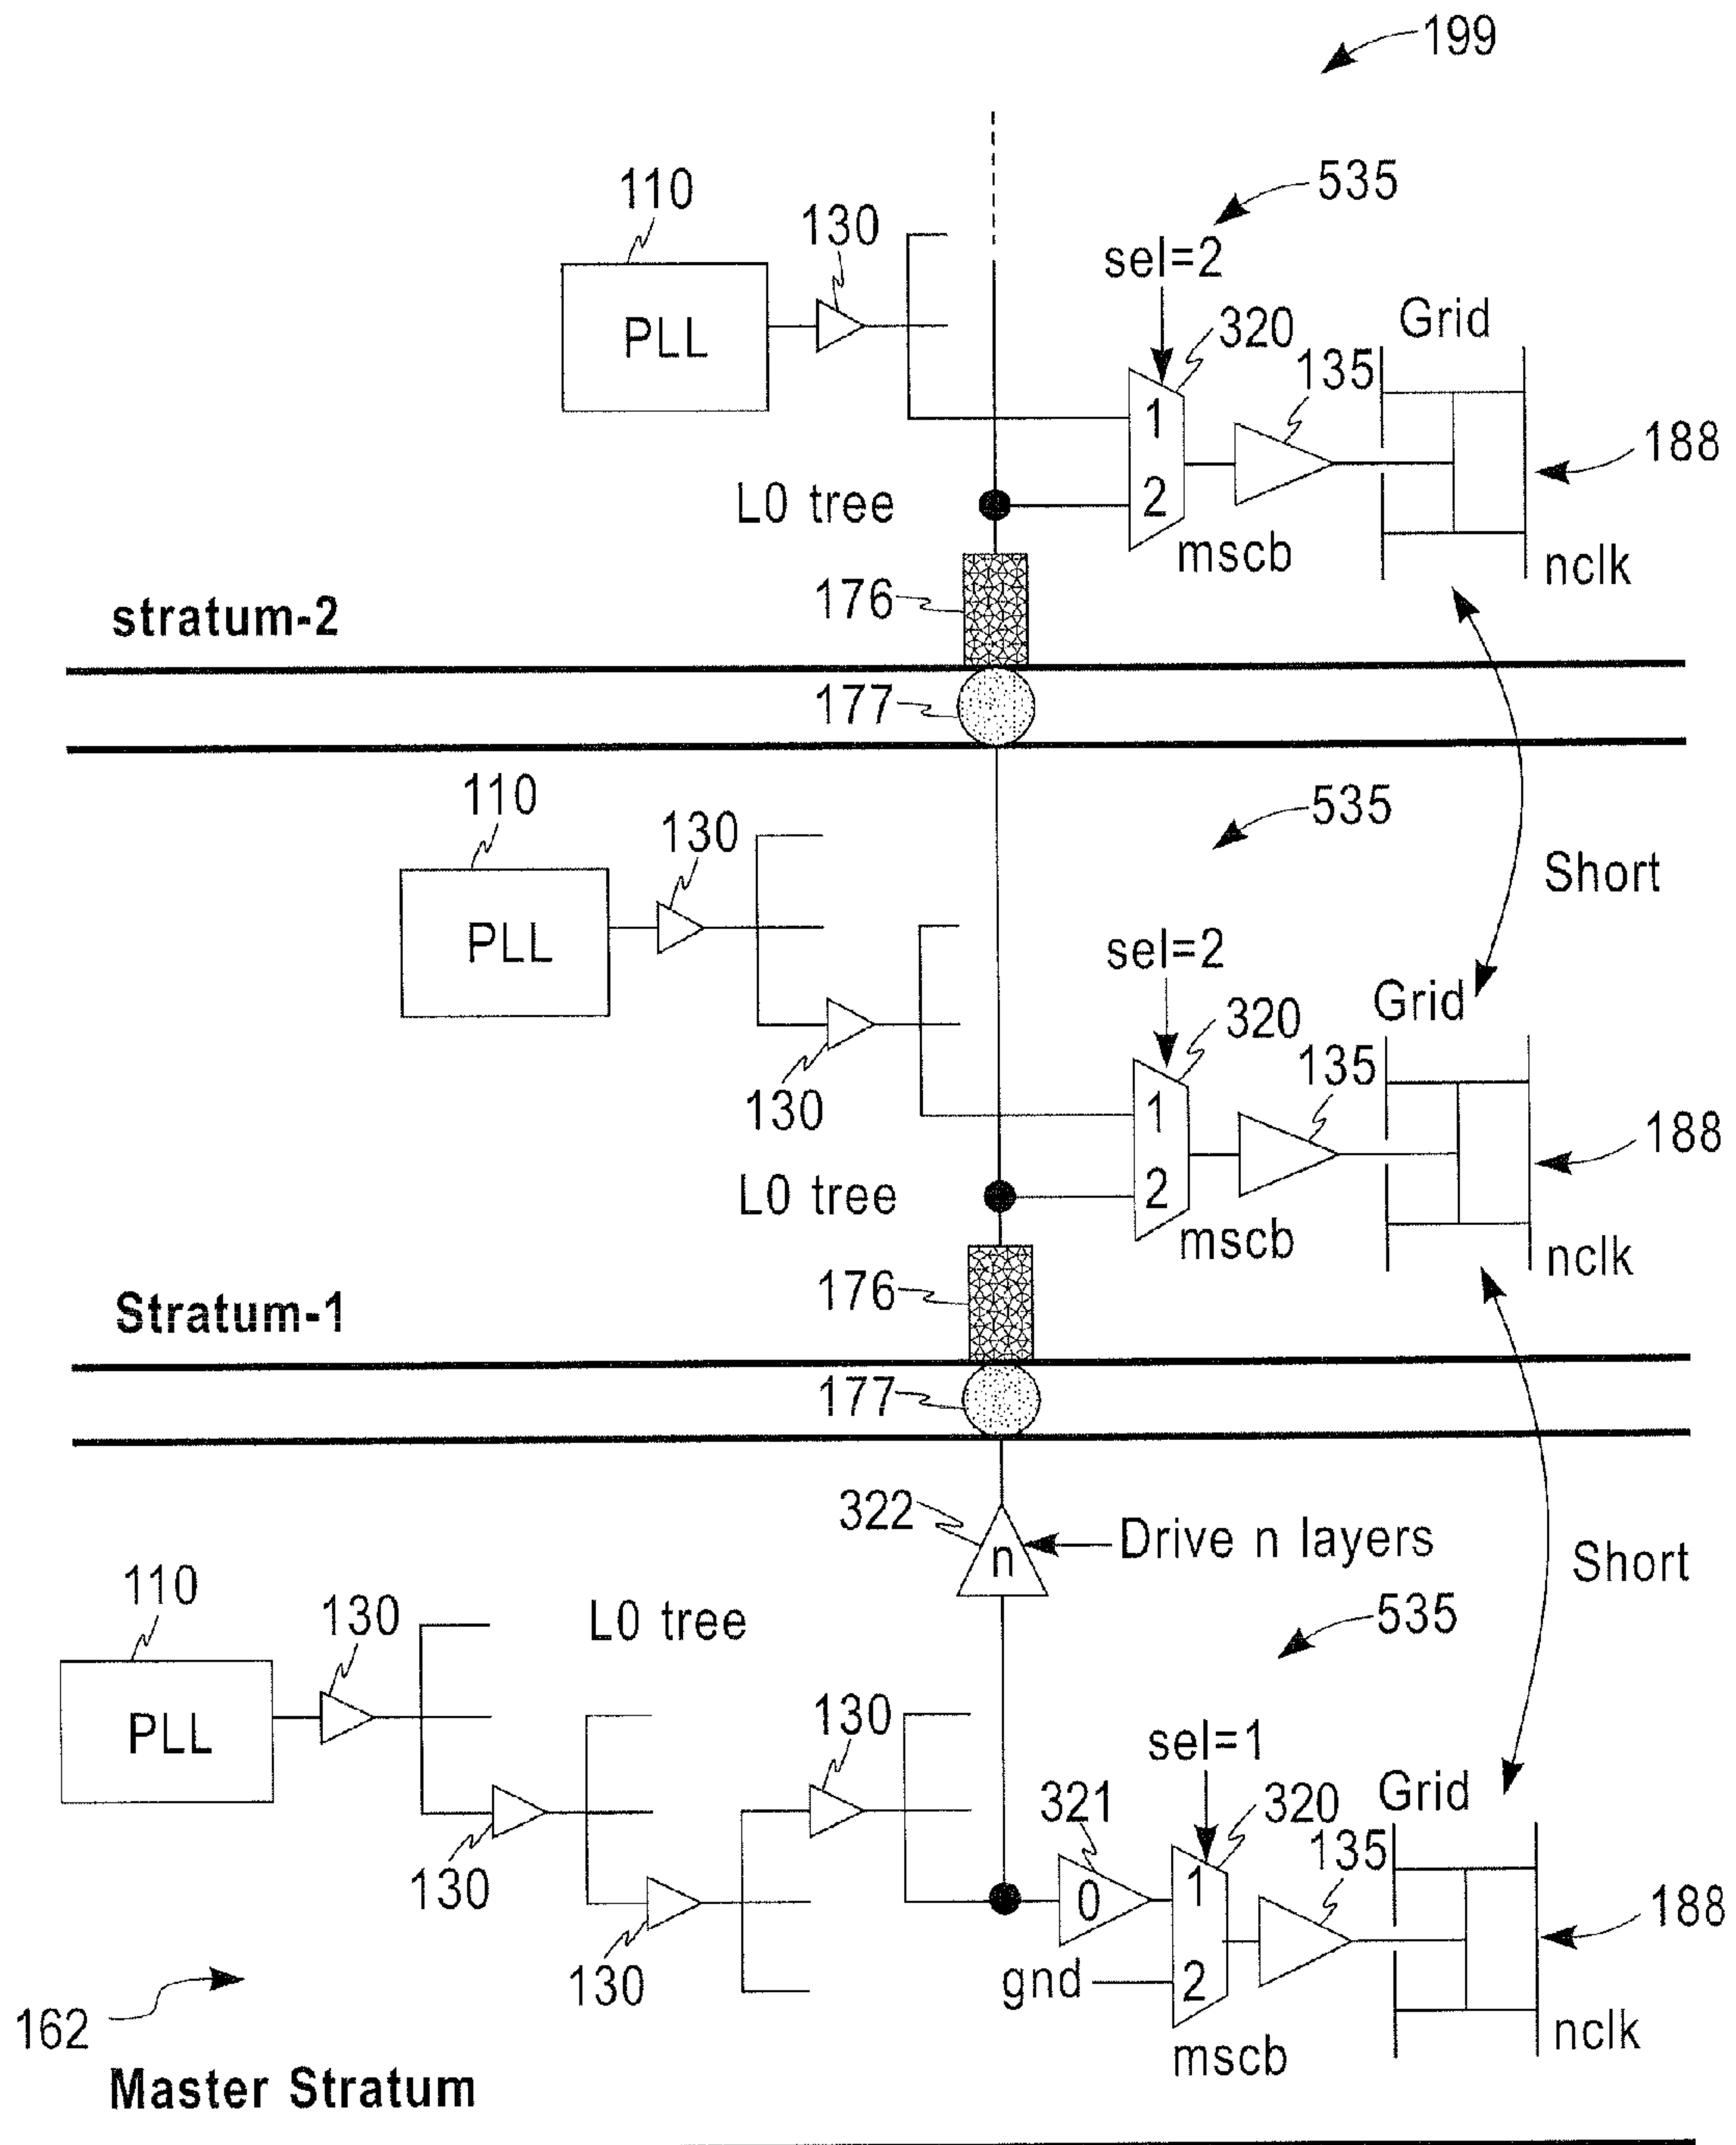 199
110
130
535
sel=2
320
Grid
PLL
135
1
188
L0 tree
2
mscb
nclk
176
stratum-2
177
110
130
535
Short
PLL
sel=2
Grid
320
135
130
1
188
L0 tree
2
mscb
nclk
176
Stratum-1
177
322
Drive n layers
n
Short
110
130
L0 tree
535
130
sel=1
PLL
321
320
Grid
135
130
0
1
188
130
gnd
2
162
nclk
mscb
Master Stratum